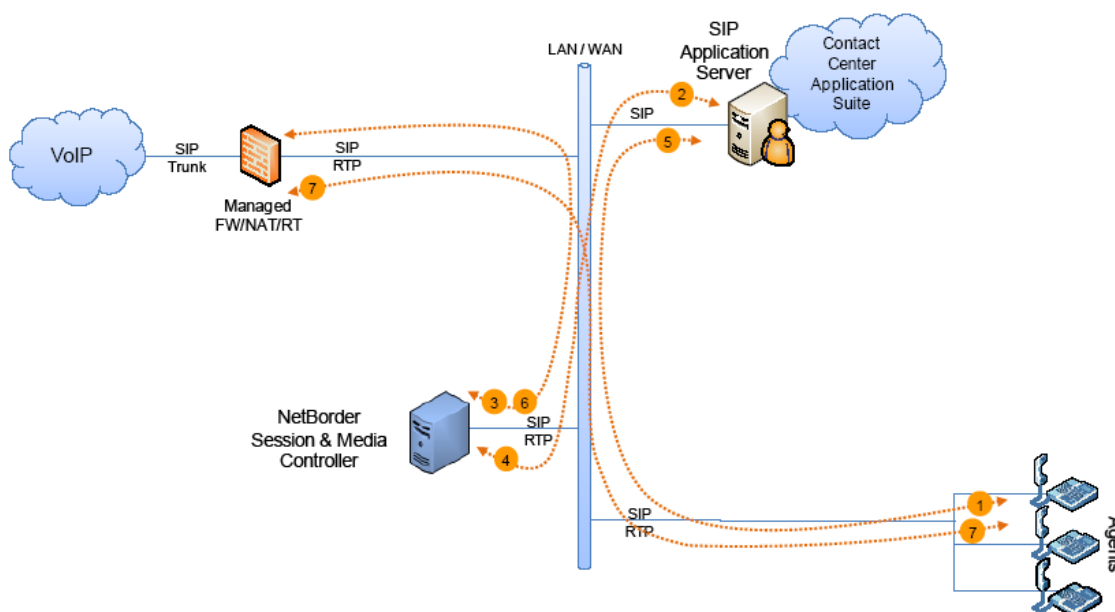 SIP
Application
Server
Contact
Center
Application
Suite
LAN / WAN
2
SIP
5
VoIP
SIP
Trunk
SIP
RTP
7
Managed
FW/NAT/RT
3
6
NetBorder
Session & Media
Controller
SIP
RTP
4
SIP
RTP
1
7
Agents